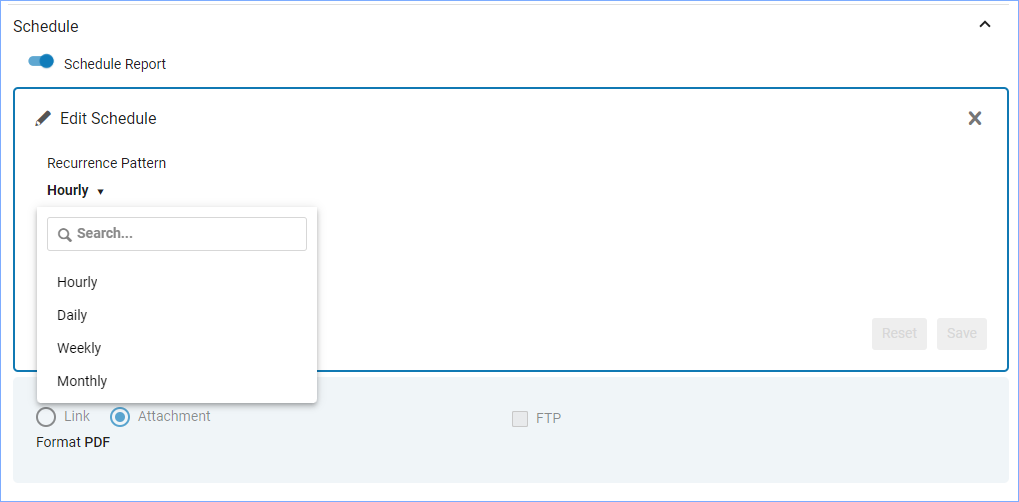 Schedule
Schedule Report
Edit Schedule
Recurrence Pattern
Hourly
Search...
Hourly
Daily
Weekly
Monthly
Reset Save
Link Attachment FTP
Format PDF